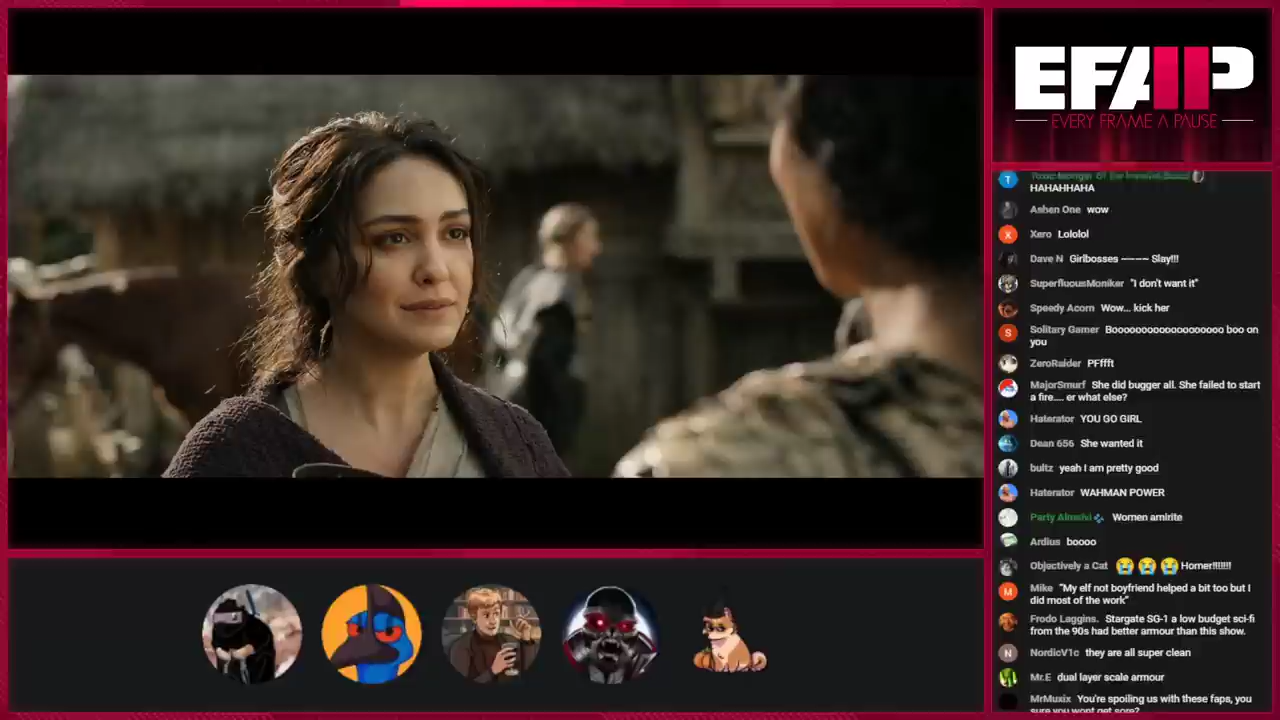 EFAP
EVERY FRAME A PAUSE
T
HAHAHHAHA
Ashen One wow
X Xero Lololol
Dave N Girlbosses ~~~~ Slay!!!
SuperfluousMoniker "I don't want it"
Speedy Acorn Wow... kick her
S Solitary Gamer Boooooooooooooooooooo boo on
you
ZeroRaider PFffft
MajorSmurf She did bugger all. She failed to start
a fire.... er what else?
Haterator YOU GO GIRL
Dean 656 She wanted it
bultz yeah I am pretty good
Haterator WAHMAN POWER
Women amirite
Ardius boooo
Objectively a Cat 😭 😭 😭 Homer!!!!!!!
M Mike "My elf not boyfriend helped a bit too but I
did most of the work"
Frodo Laggins. Stargate SG-1 a low budget sci-fi
from the 90s had better armour than this show.
N NordicV1c they are all super clean
Mr.E dual layer scale armour
MrMuxix You're spoiling us with these faps, you
sure you wont get sore?